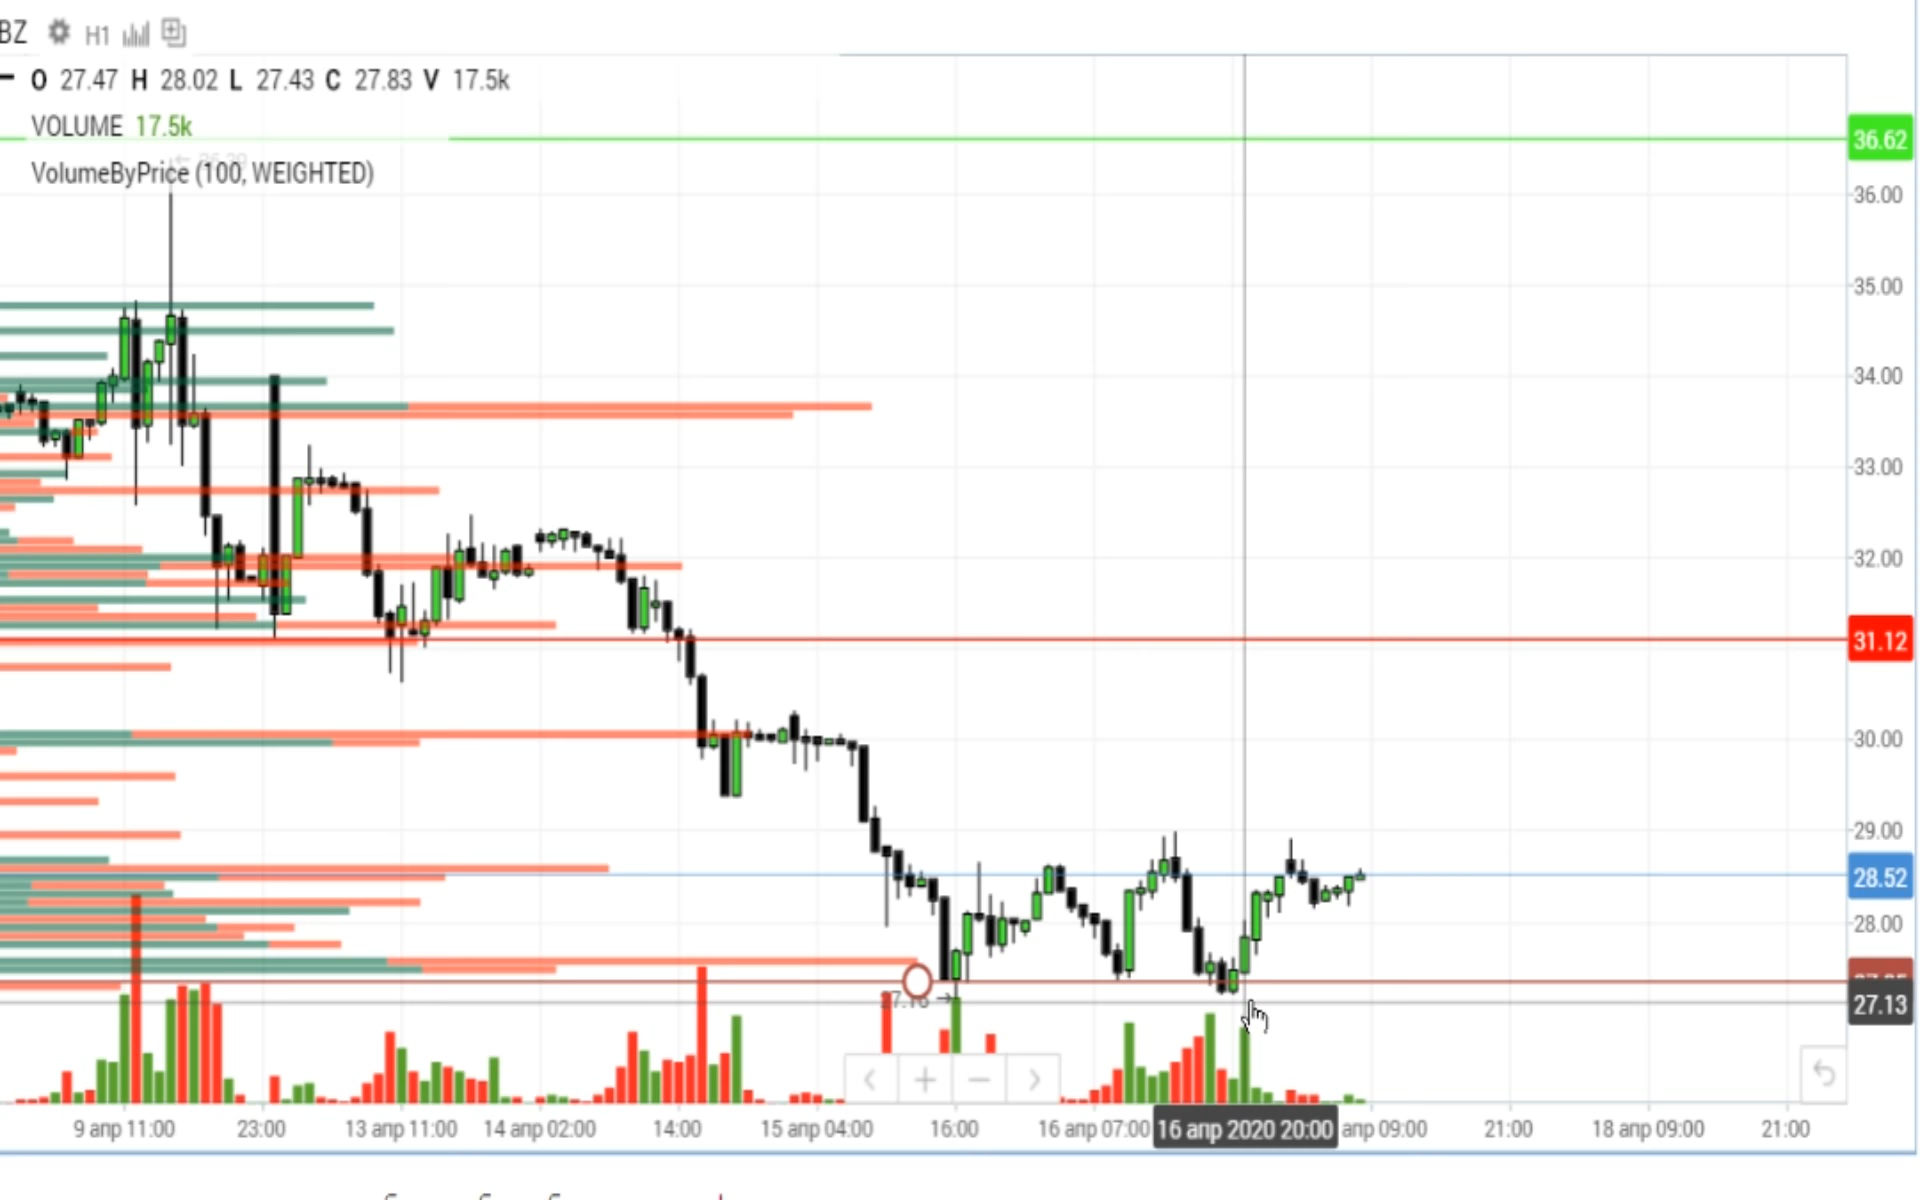 BZ H1
O 27.47 H 28.02 L 27.43 C 27.83 V 17.5k
VOLUME 17.5k
VolumeByPrice (100, WEIGHTED)
36.62
36.00
35.00
34.00
33.00
32.00
31.12
30.00
29.00
28.52
28.00
27.13
9 апр 11:00 23:00 13 апр 11:00 14 апр 02:00 14:00 15 апр 04:00 16:00 16 апр 07:00 16 апр 2020 20:00 апр 09:00 21:00 18 апр 09:00 21:00